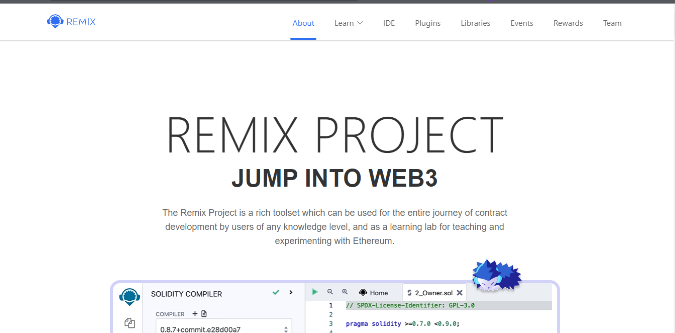 REMIX
About Learn IDE Plugins Libraries Events Rewards Team
REMIX PROJECT
JUMP INTO WEB3
The Remix Project is a rich toolset which can be used for the entire journey of contract
development by users of any knowledge level, and as a learning lab for teaching and
experimenting with Ethereum.
SOLIDITY COMPILER
Home
2_Owner.sol
COMPILER
0.8.7+commit.e28d00a7
1 // SPDX-License-Identifier: GPL-3.0
2
3 pragma solidity >=0.7.0 <0.9.0;